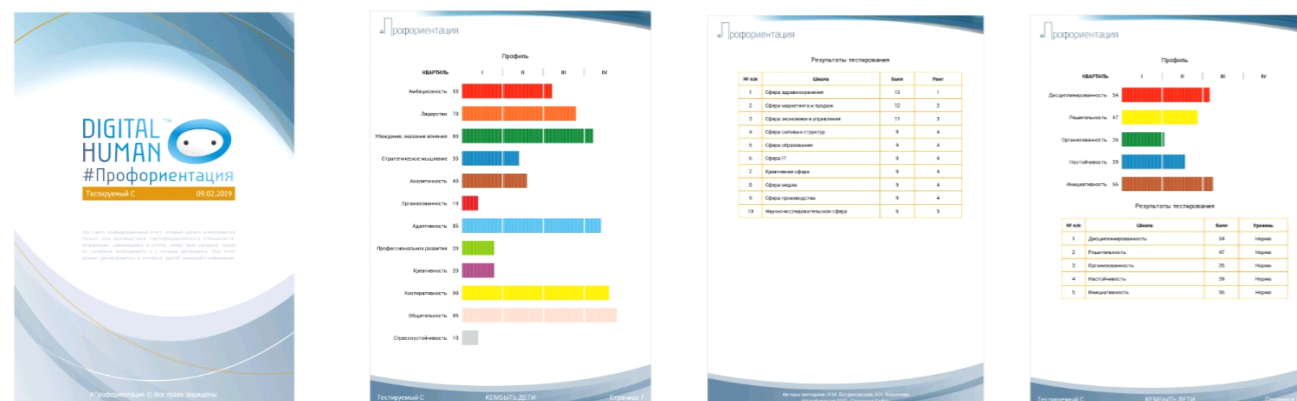 DIGITAL™
HUMAN
#Профориентация
Тестируемый С 09.02.2019
#Профориентация © Все права защищены
Профориентация
Профиль
КВАРТИЛЬ I II III IV
Амбициозность 55
Лидерство 70
Убеждение, оказание влияния 80
Стратегическое мышление 35
Аналитичность 40
Организованность 10
Адаптивность 85
Профессиональное развитие 20
Креативность 20
Кооперативность 90
Общительность 95
Стрессоустойчивость 10
Тестируемый С КЕМБЫТЬ.ДЕТИ Страница 2
Профориентация
Результаты тестирования
№ п/п Школа Балл Ранг
1 Сфера здравоохранения 13 1
2 Сфера маркетинга и продаж 12 2
3 Сфера экономики и управления 11 3
4 Сфера силовых структур 9 4
5 Сфера образования 9 4
6 Сфера IT 9 4
7 Креативная сфера 9 4
8 Сфера медиа 9 4
9 Сфера производства 9 4
10 Научно-исследовательская сфера 6 5
Профориентация
Профиль
КВАРТИЛЬ I II III IV
Дисциплинированность 54
Решительность 47
Организованность 26
Настойчивость 39
Инициативность 56
Результаты тестирования
№ п/п Школа Балл Уровень
1 Дисциплинированность 54 Норма
2 Решительность 47 Норма
3 Организованность 26 Норма
4 Настойчивость 39 Норма
5 Инициативность 56 Норма
Тестируемый С КЕМБЫТЬ.ДЕТИ Страница